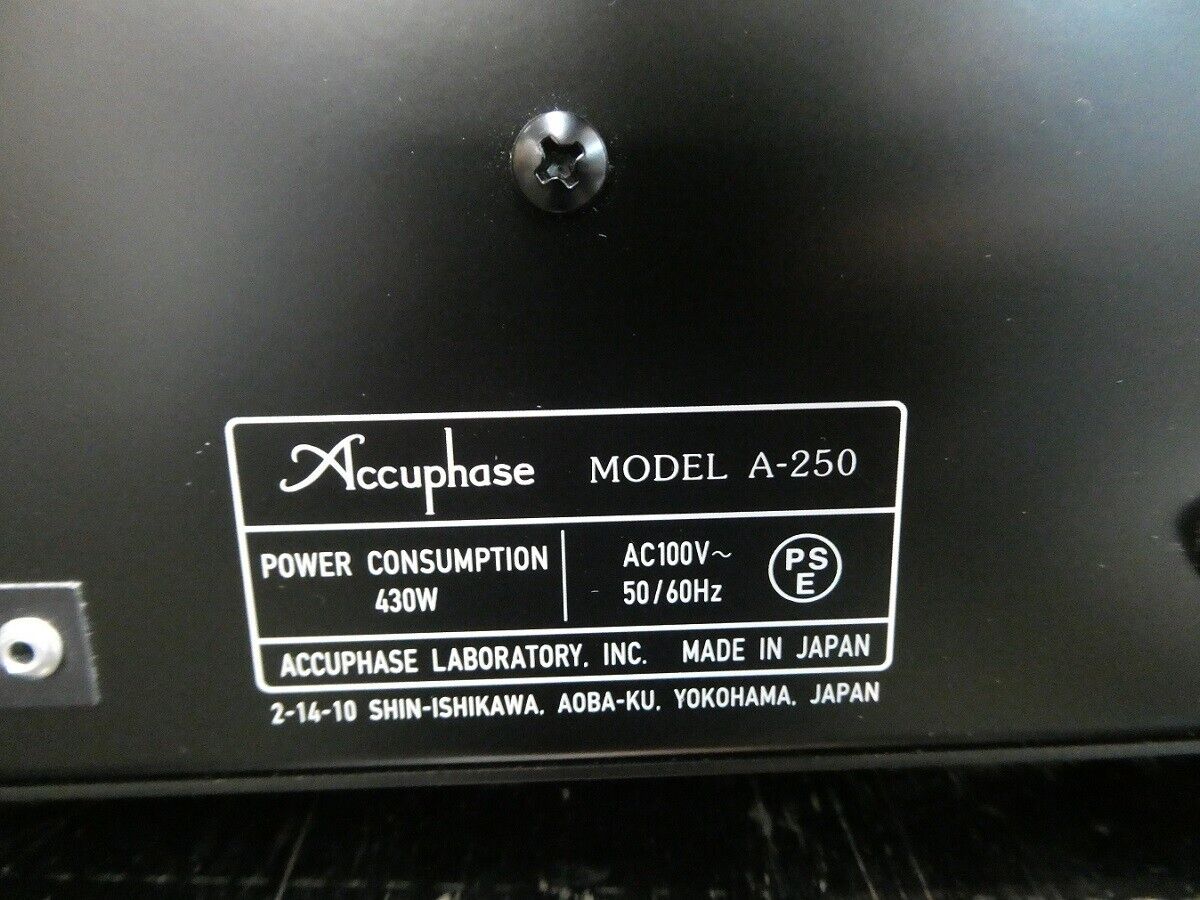 Accuphase MODEL A-250
POWER CONSUMPTION
430W
AC100V~
50/60Hz
PS
E
ACCUPHASE LABORATORY, INC. MADE IN JAPAN
2-14-10 SHIN-ISHIKAWA, AOBA-KU, YOKOHAMA, JAPAN